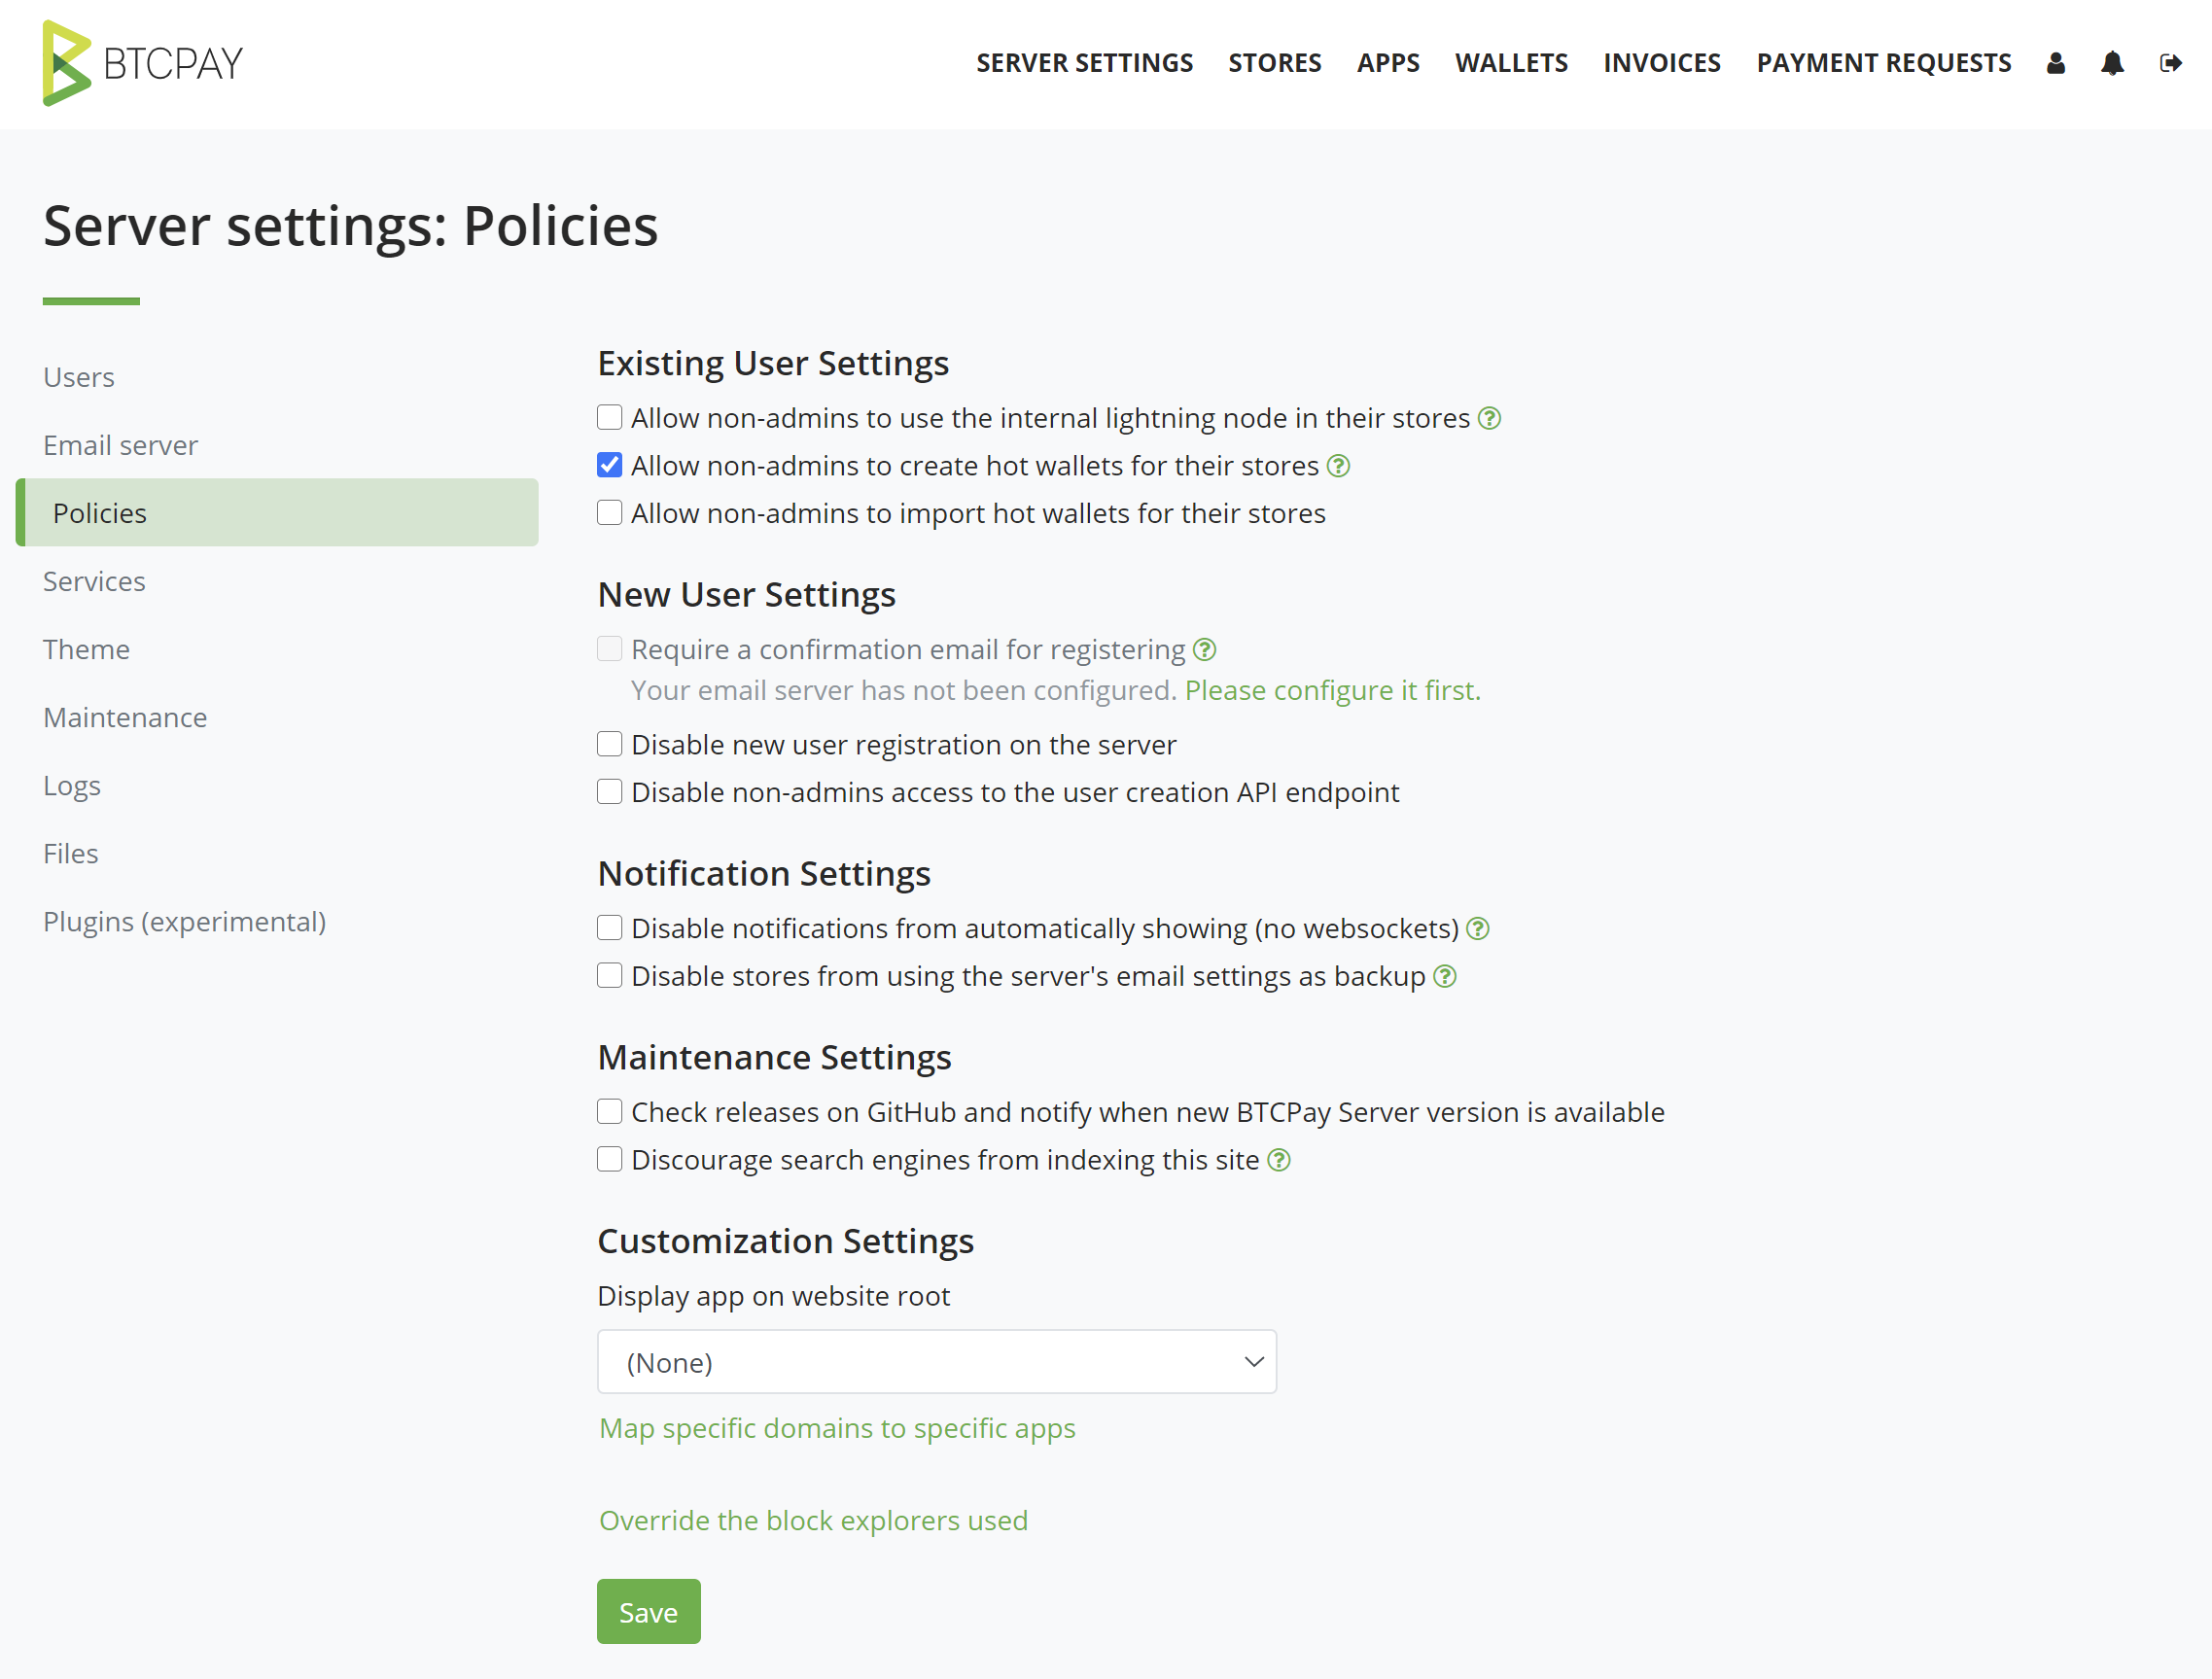 BTCPAY
SERVER SETTINGS STORES APPS WALLETS INVOICES PAYMENT REQUESTS
Server settings: Policies
Users
Email server
Policies
Services
Theme
Maintenance
Logs
Files
Plugins (experimental)
Existing User Settings
Allow non-admins to use the internal lightning node in their stores
Allow non-admins to create hot wallets for their stores
Allow non-admins to import hot wallets for their stores
New User Settings
Require a confirmation email for registering
Your email server has not been configured. Please configure it first.
Disable new user registration on the server
Disable non-admins access to the user creation API endpoint
Notification Settings
Disable notifications from automatically showing (no websockets)
Disable stores from using the server's email settings as backup
Maintenance Settings
Check releases on GitHub and notify when new BTCPay Server version is available
Discourage search engines from indexing this site
Customization Settings
Display app on website root
(None)
Map specific domains to specific apps
Override the block explorers used
Save